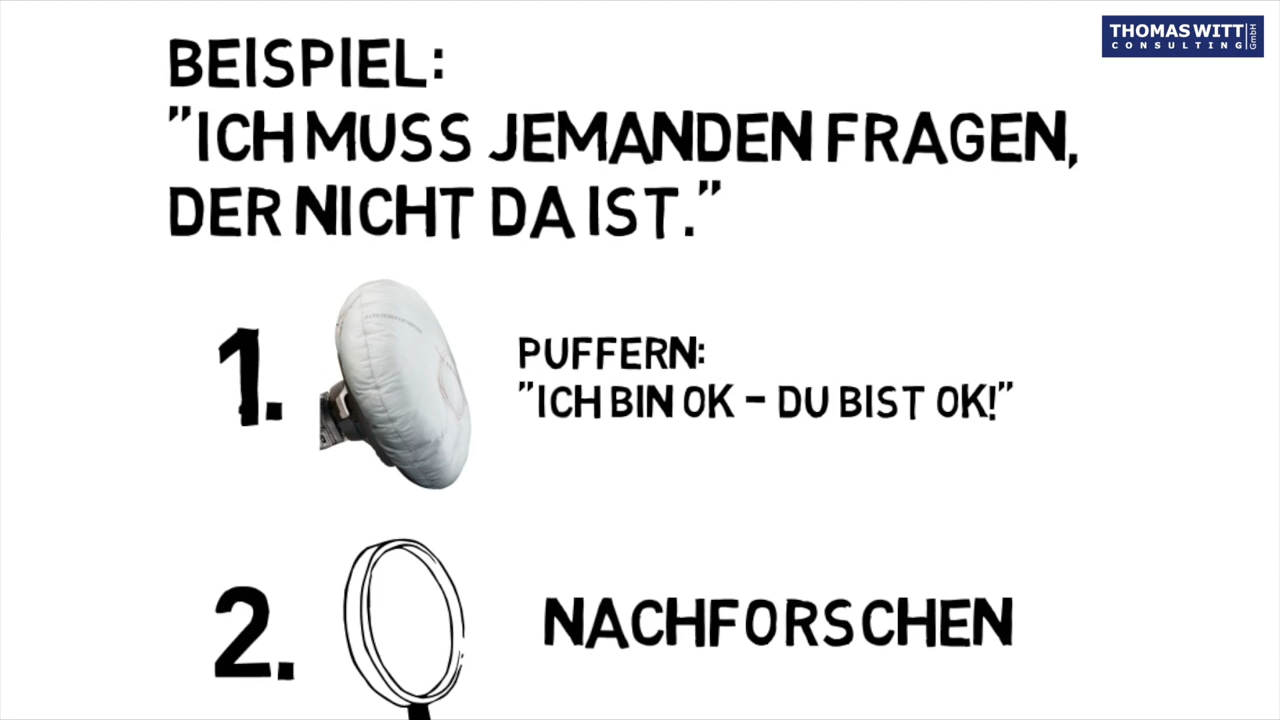 THOMAS WITT
CONSULTING GmbH
BEISPIEL:
"ICH MUSS JEMANDEN FRAGEN,
DER NICHT DA IST."
1.
PUFFERN:
"ICH BIN OK - DU BIST OK!"
2.
NACHFORSCHEN